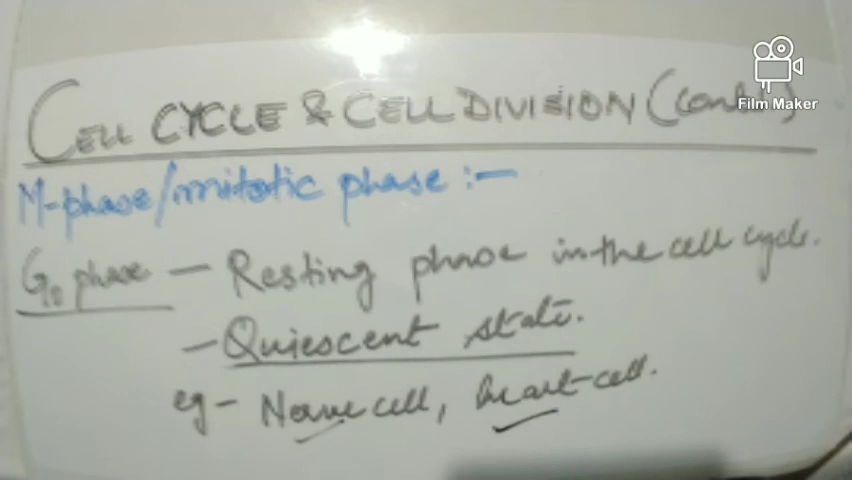 CELL CYCLE & CELL DIVISION (Contd)
Film Maker
M-phase/mitotic phase :-
G0 phase - Resting phase in the cell cycle.
- Quiescent state.
eg- Nerve cell, heart-cell.